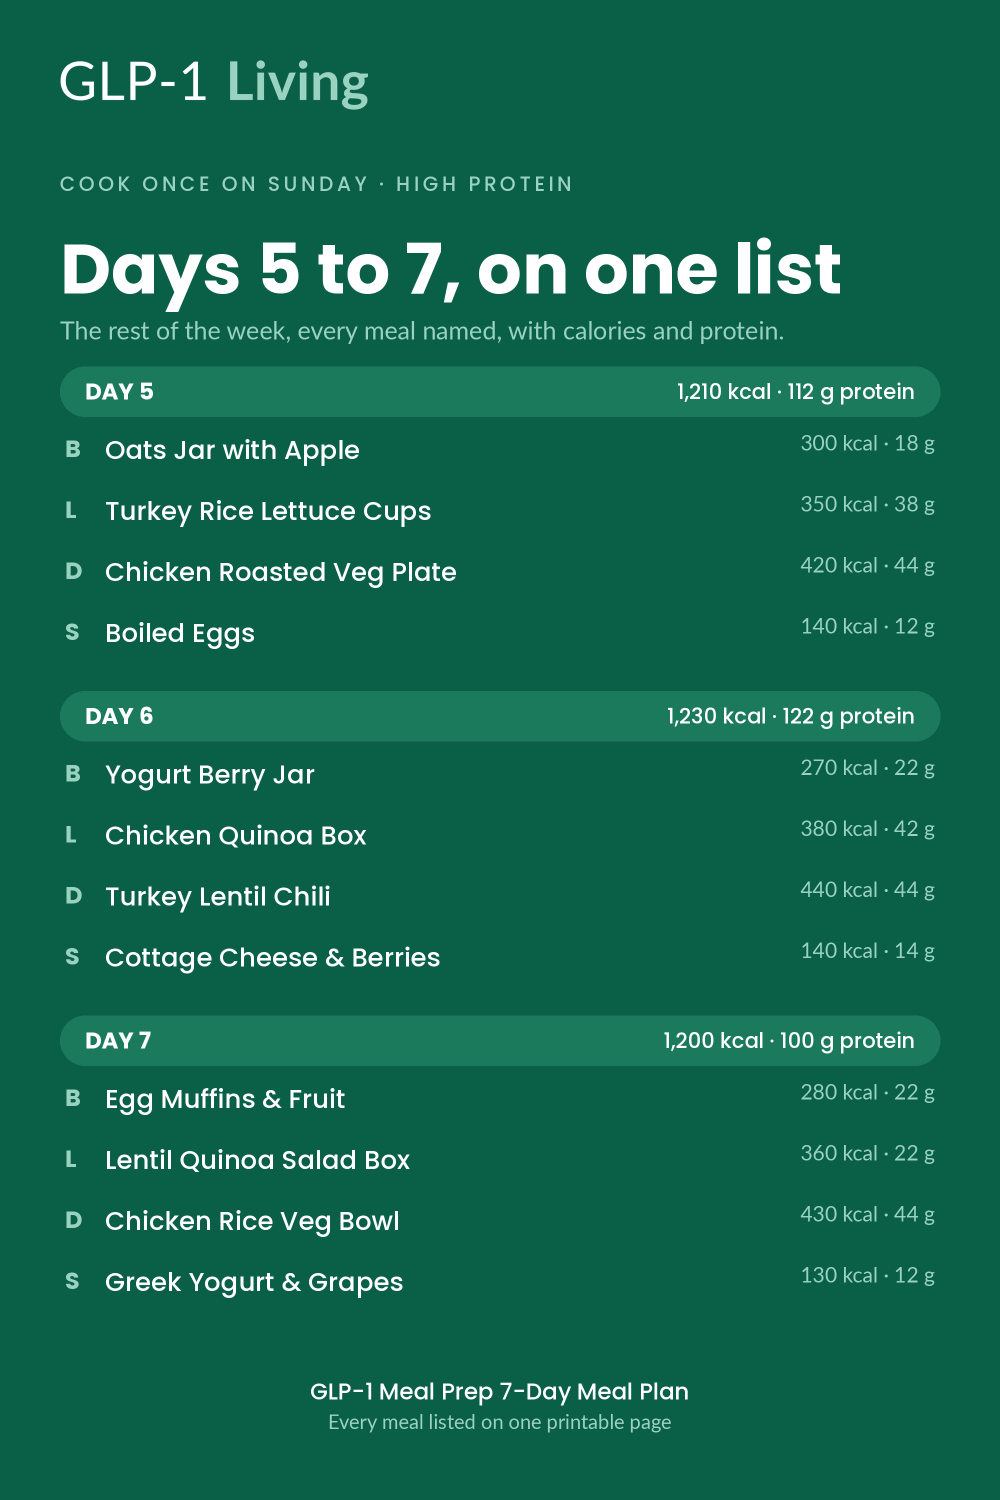 GLP-1 Living
COOK ONCE ON SUNDAY · HIGH PROTEIN
Days 5 to 7, on one list
The rest of the week, every meal named, with calories and protein.
DAY 5 1,210 kcal · 112 g protein
B Oats Jar with Apple 300 kcal · 18 g
L Turkey Rice Lettuce Cups 350 kcal · 38 g
D Chicken Roasted Veg Plate 420 kcal · 44 g
S Boiled Eggs 140 kcal · 12 g
DAY 6 1,230 kcal · 122 g protein
B Yogurt Berry Jar 270 kcal · 22 g
L Chicken Quinoa Box 380 kcal · 42 g
D Turkey Lentil Chili 440 kcal · 44 g
S Cottage Cheese & Berries 140 kcal · 14 g
DAY 7 1,200 kcal · 100 g protein
B Egg Muffins & Fruit 280 kcal · 22 g
L Lentil Quinoa Salad Box 360 kcal · 22 g
D Chicken Rice Veg Bowl 430 kcal · 44 g
S Greek Yogurt & Grapes 130 kcal · 12 g
GLP-1 Meal Prep 7-Day Meal Plan
Every meal listed on one printable page